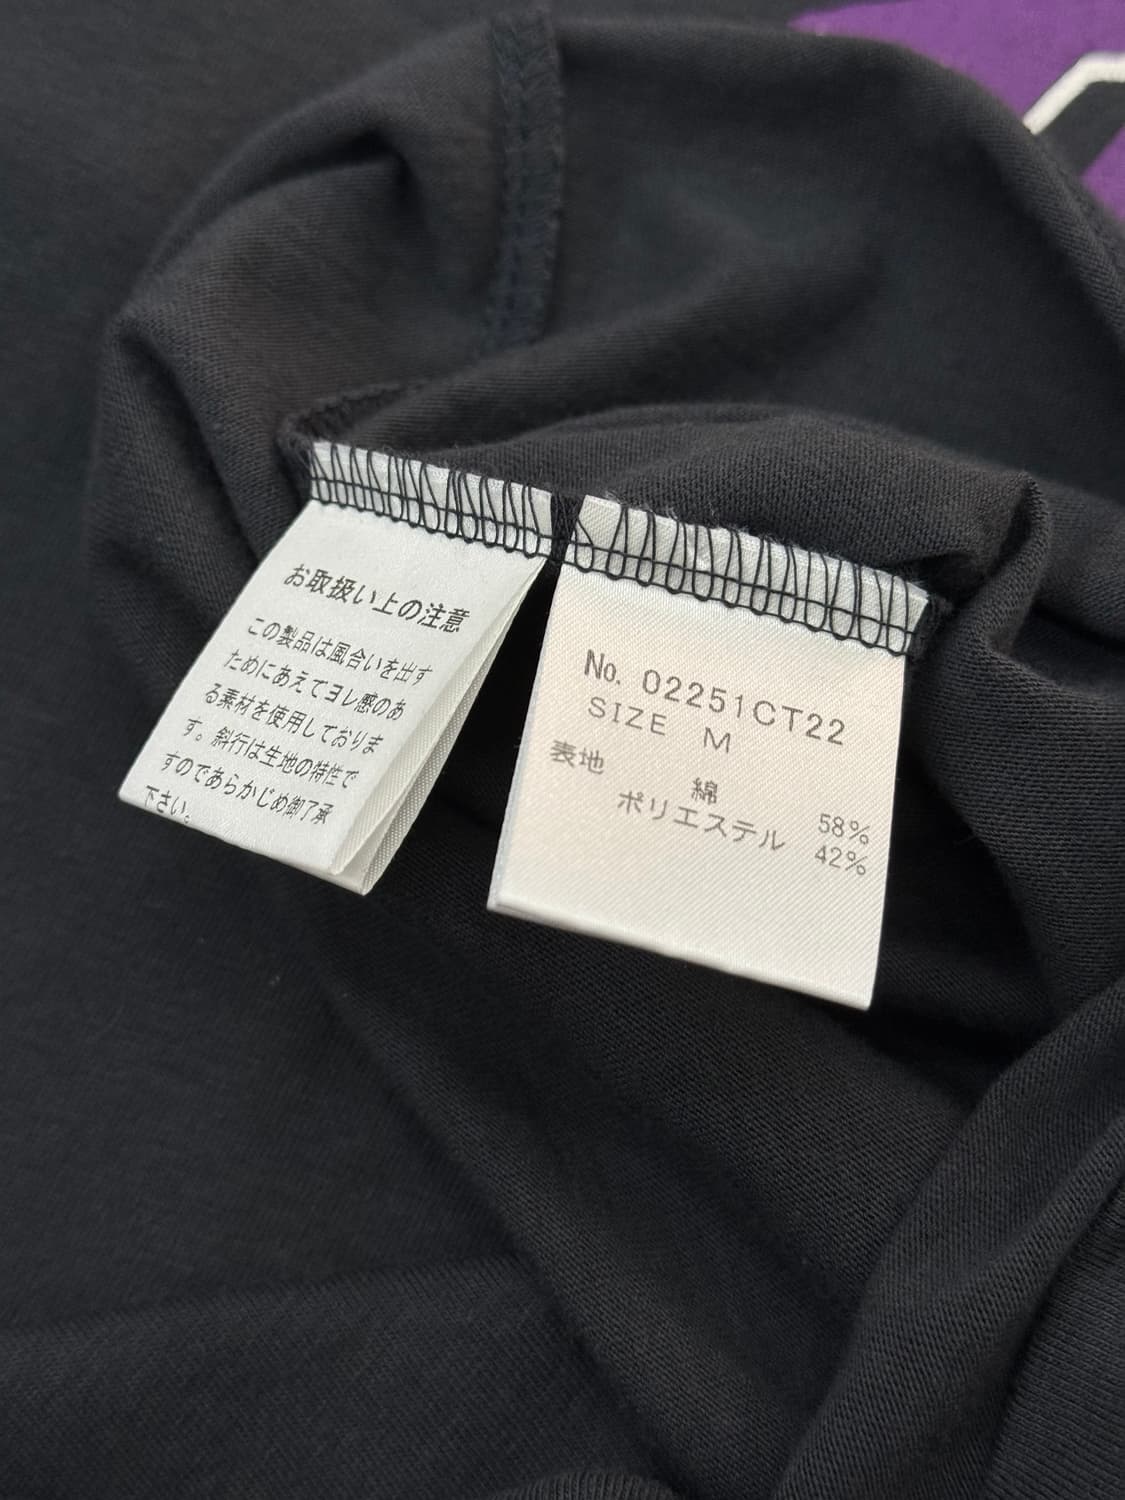 お取扱い上の注意
この製品は風合いを出す
ためにあえてヨレ感のあ
る素材を使用しておりま
す。斜行は生地の特性で
すのであらかじめ御了承
下さい。
No. 02251CT22
SIZE M
表地
綿 58%
ポリエステル 42%